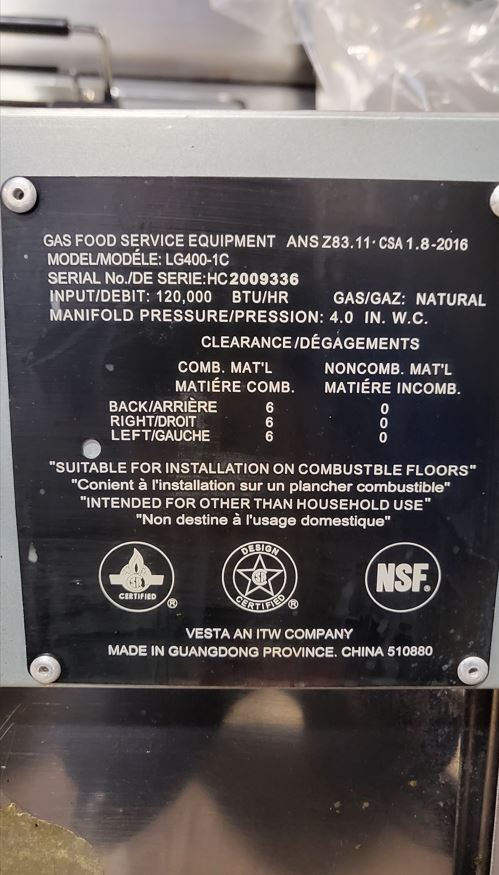 GAS FOOD SERVICE EQUIPMENT ANS Z83.11· CSA 1.8-2016
MODEL/MODÉLE: LG400-1C
SERIAL No./DE SERIE:HC2009336
INPUT/DEBIT: 120,000 BTU/HR GAS/GAZ: NATURAL
MANIFOLD PRESSURE/PRESSION: 4.0 IN. W.C.
CLEARANCE/DÉGAGEMENTS
COMB. MAT'L NONCOMB. MAT'L
MATIÉRE COMB. MATIÉRE INCOMB.
BACK/ARRIÈRE 6 0
RIGHT/DROIT 6 0
LEFT/GAUCHE 6 0
"SUITABLE FOR INSTALLATION ON COMBUSTBLE FLOORS"
"Conient à l'installation sur un plancher combustible"
"INTENDED FOR OTHER THAN HOUSEHOLD USE"
"Non destine à l'usage domestique"
CERTIFIED ®
DESIGN CERTIFIED ®
NSF.®
VESTA AN ITW COMPANY
MADE IN GUANGDONG PROVINCE. CHINA 510880